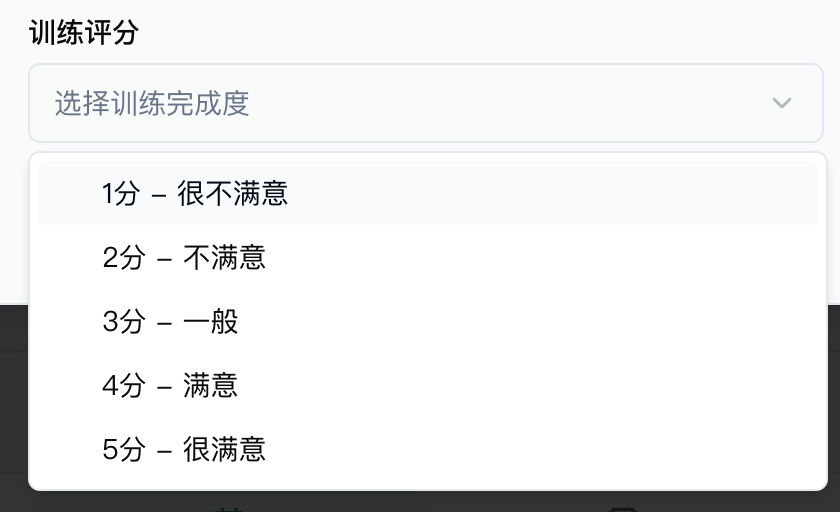 训练评分
选择训练完成度
1分 – 很不满意
2分 – 不满意
3分 – 一般
4分 – 满意
5分 – 很满意